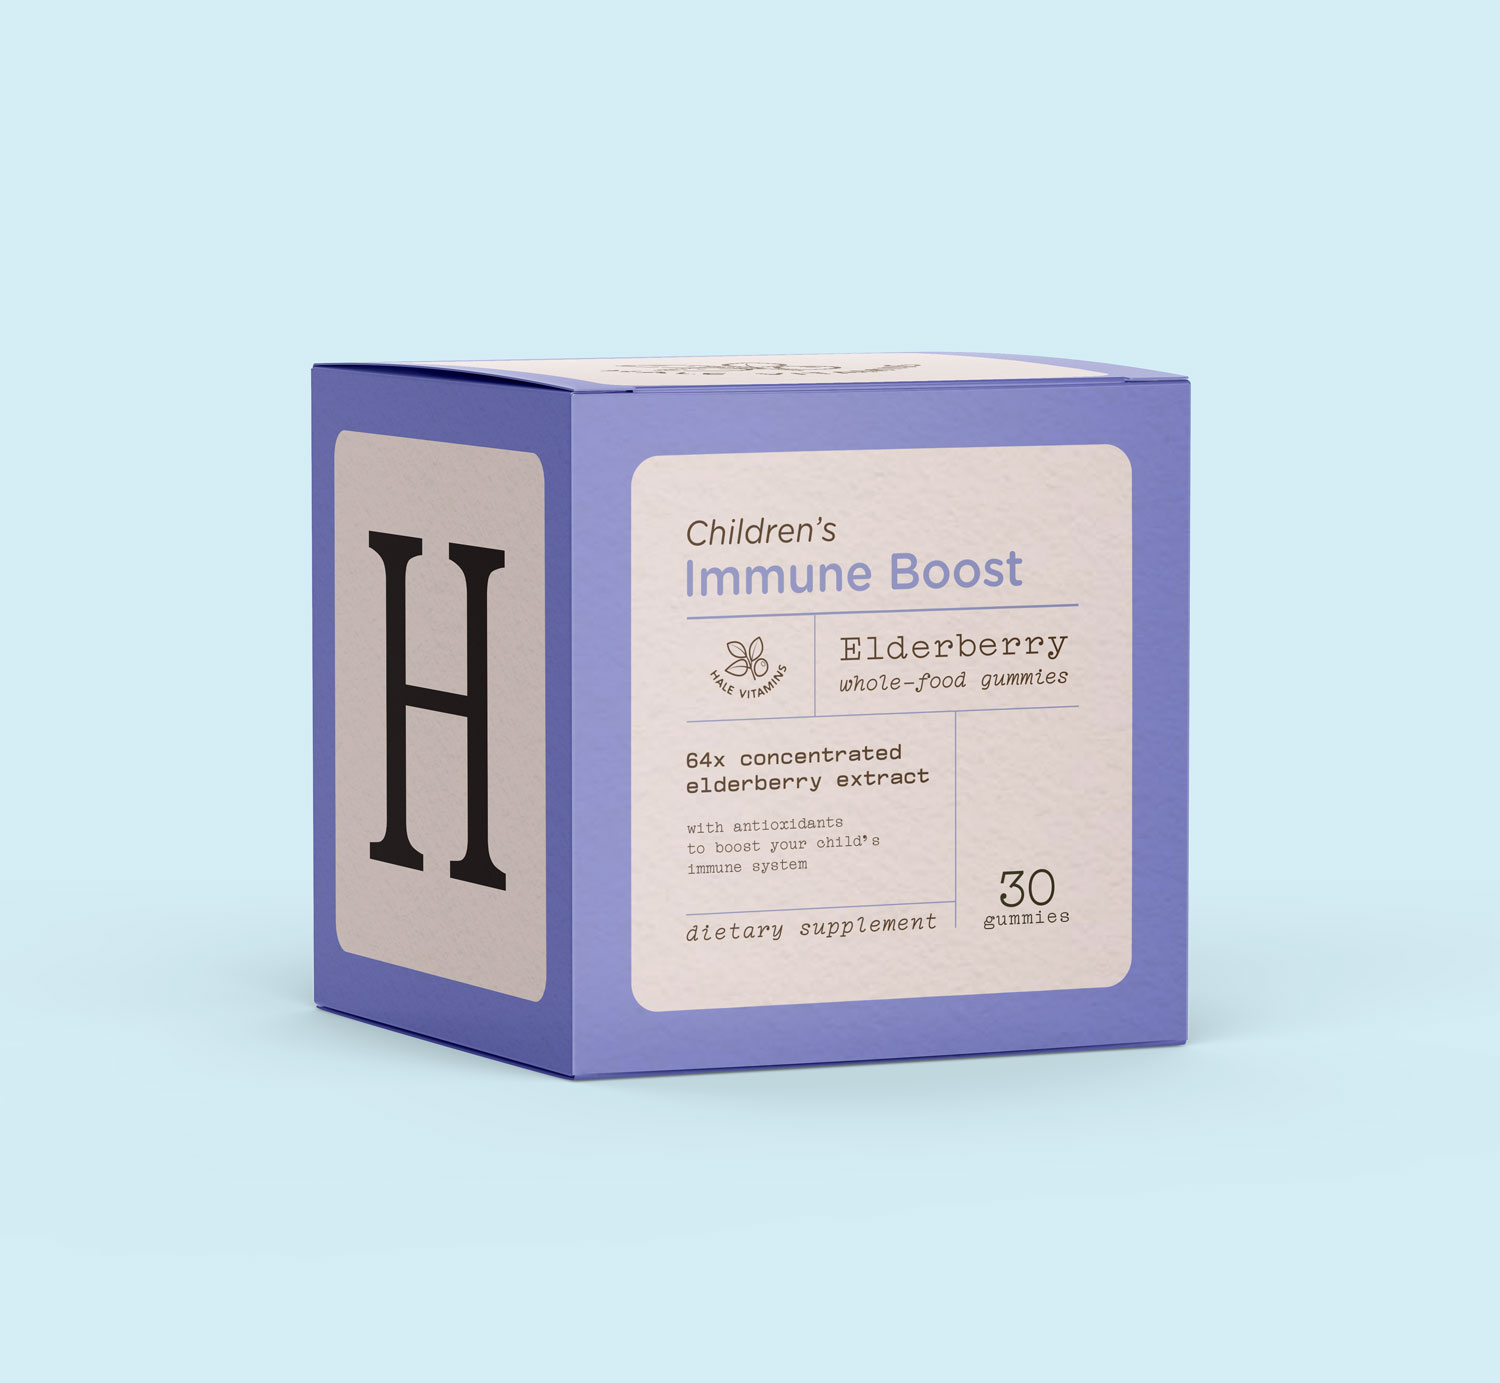 H
Children's
Immune Boost
HALE VITAMINS
Elderberry
whole-food gummies
64x concentrated
elderberry extract
with antioxidants
to boost your child's
immune system
dietary supplement
30
gummies